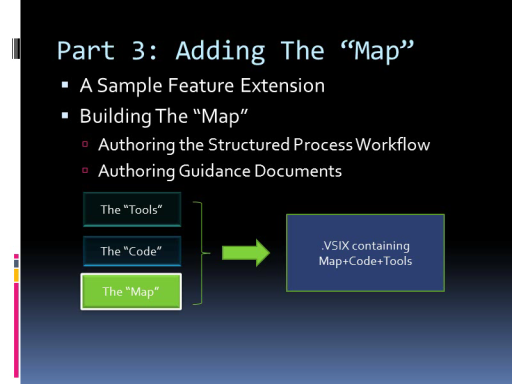 Part 3: Adding The “Map”
A Sample Feature Extension
Building The “Map”
Authoring the Structured Process Workflow
Authoring Guidance Documents
The “Tools”
The “Code”
The “Map”
.VSIX containing
Map+Code+Tools